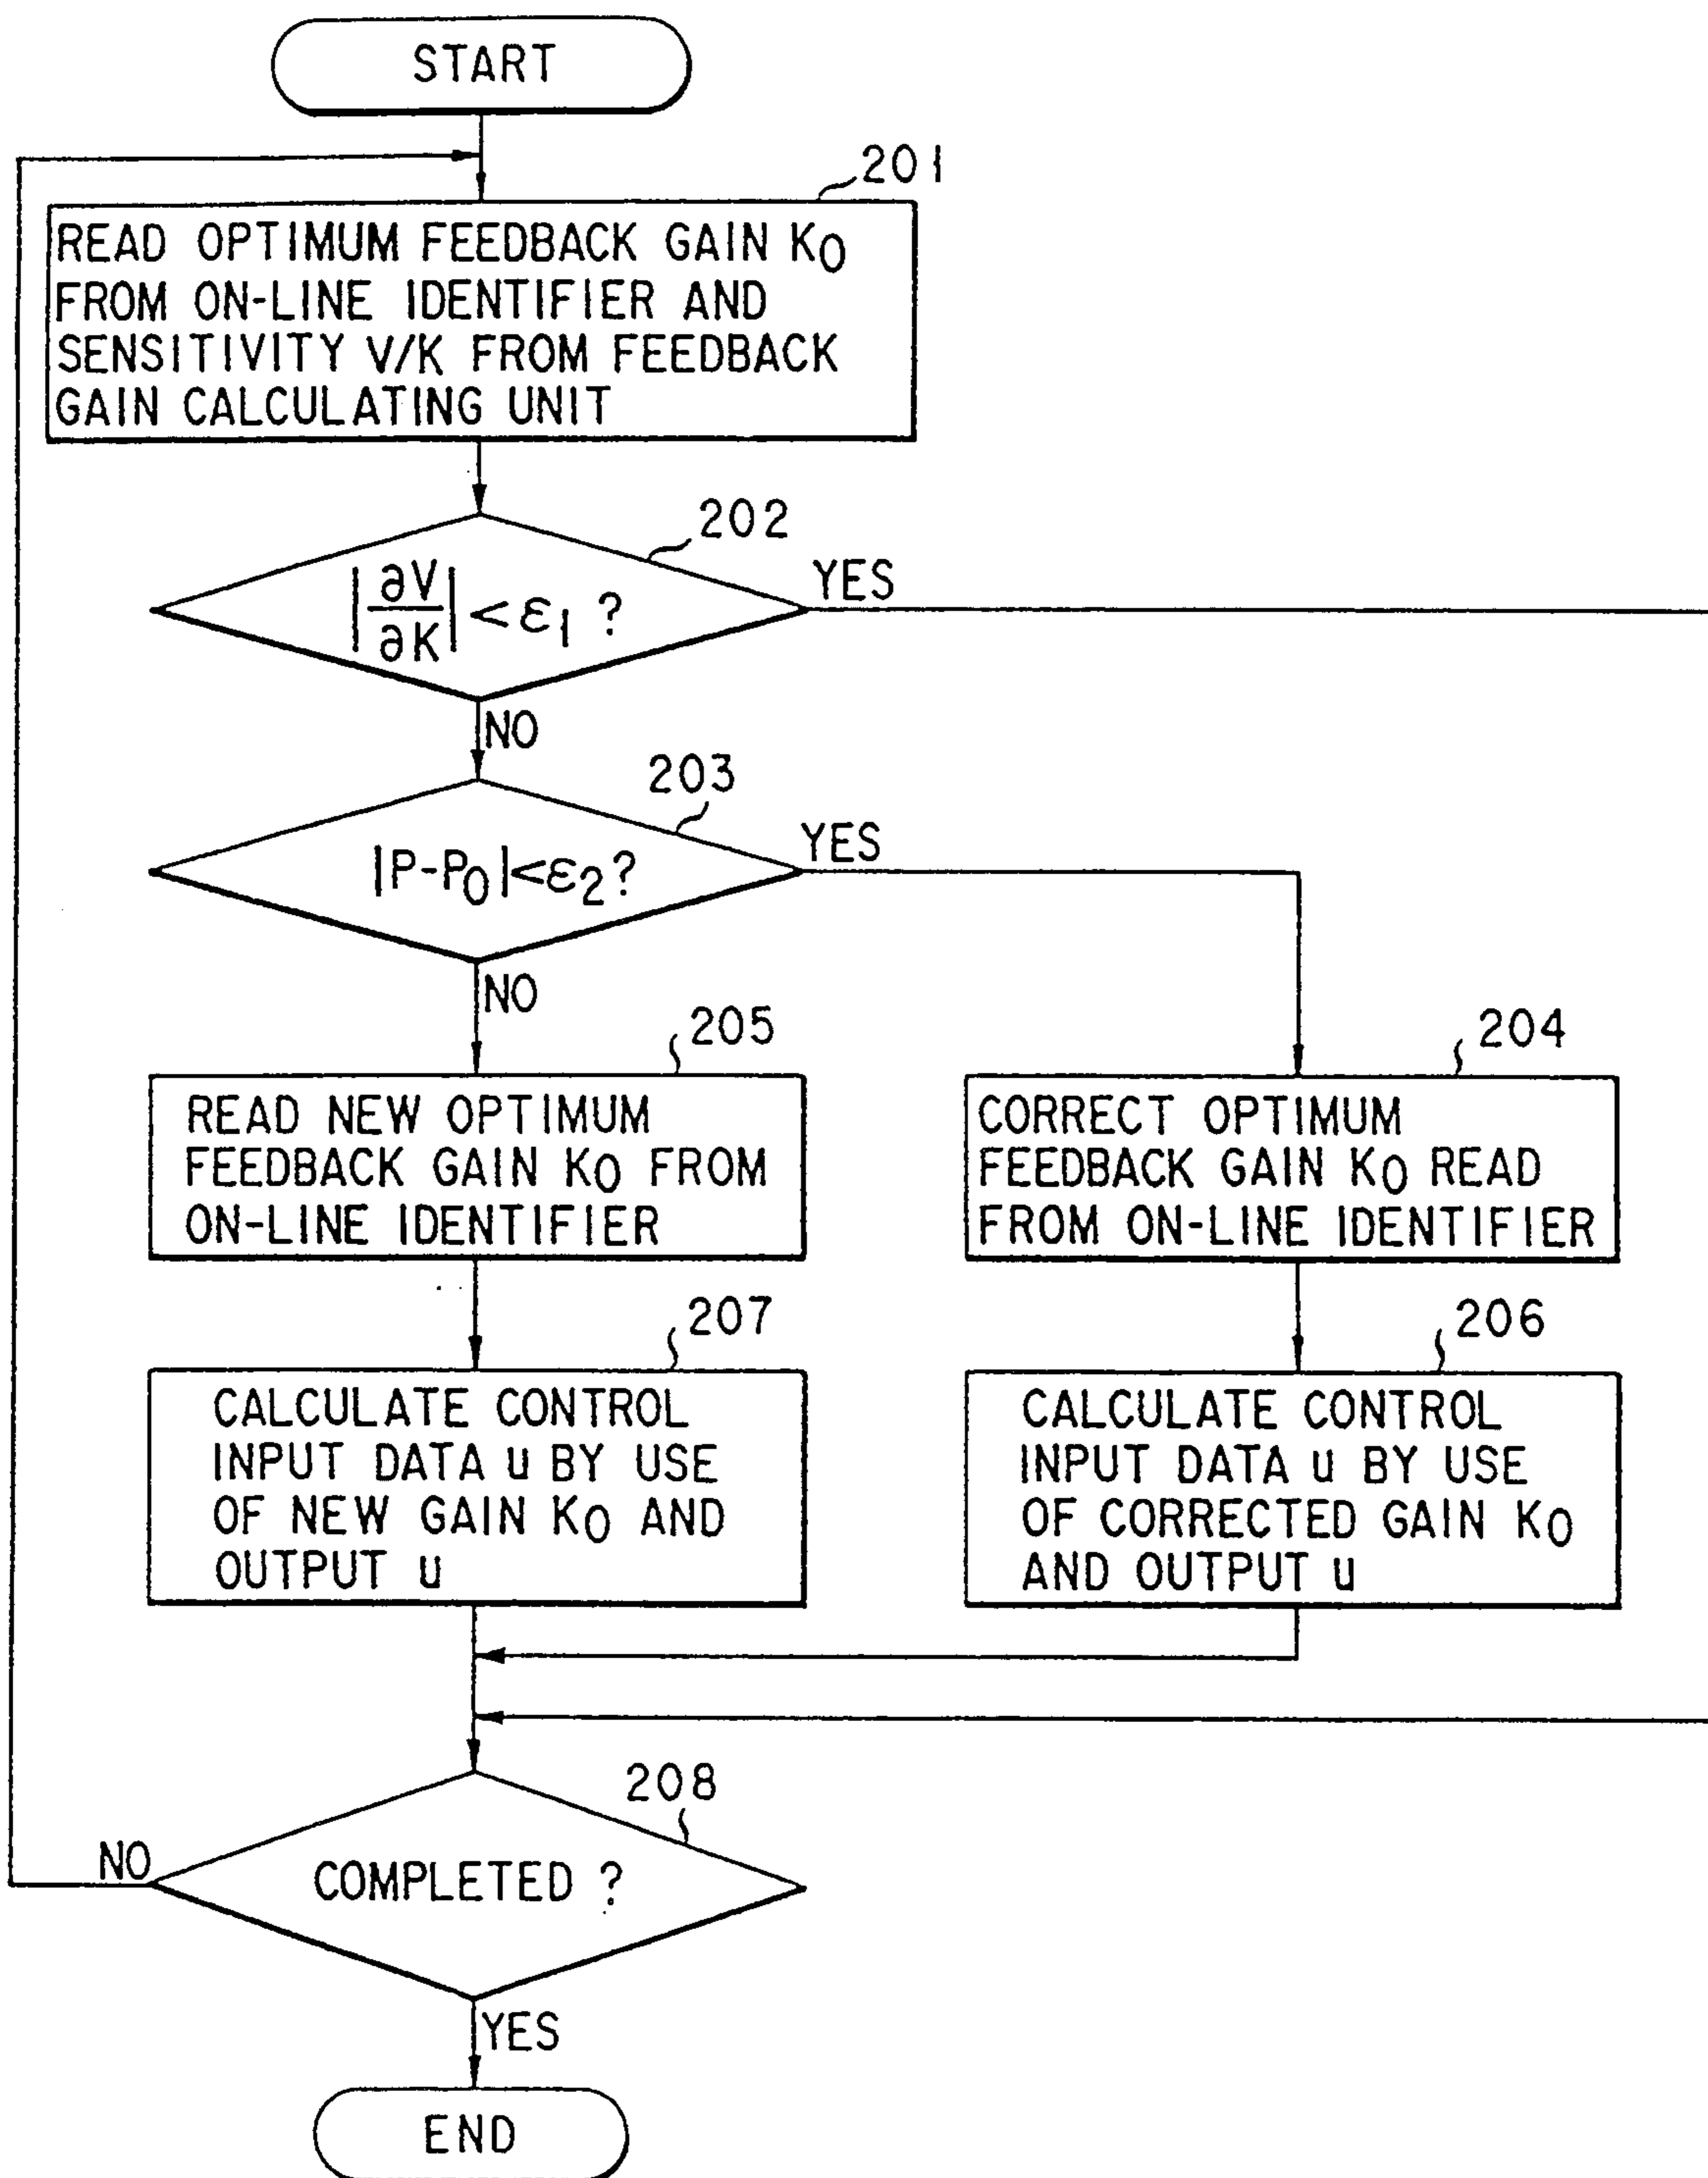 START
201
READ OPTIMUM FEEDBACK GAIN K0
FROM ON-LINE IDENTIFIER AND
SENSITIVITY V/K FROM FEEDBACK
GAIN CALCULATING UNIT
202
|∂V/∂K| < ε1 ?
YES
NO
203
|P-P0|<ε2?
YES
NO
205
READ NEW OPTIMUM
FEEDBACK GAIN K0 FROM
ON-LINE IDENTIFIER
204
CORRECT OPTIMUM
FEEDBACK GAIN K0 READ
FROM ON-LINE IDENTIFIER
207
CALCULATE CONTROL
INPUT DATA u BY USE
OF NEW GAIN K0 AND
OUTPUT u
206
CALCULATE CONTROL
INPUT DATA u BY USE
OF CORRECTED GAIN K0
AND OUTPUT u
208
NO
COMPLETED ?
YES
END